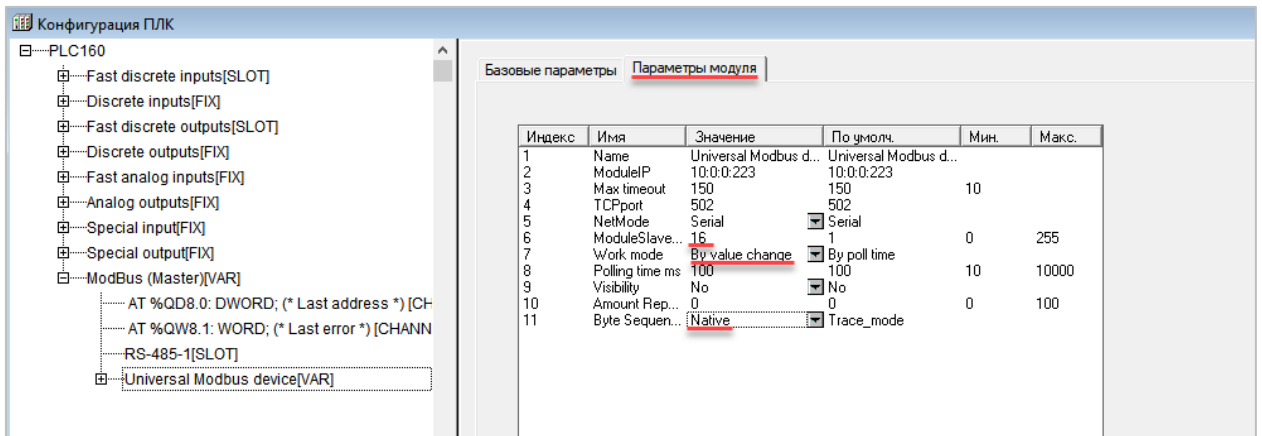 Конфигурация ПЛК
PLC160
Fast discrete inputs[SLOT]
Discrete inputs[FIX]
Fast discrete outputs[SLOT]
Discrete outputs[FIX]
Fast analog inputs[FIX]
Analog outputs[FIX]
Special input[FIX]
Special output[FIX]
ModBus (Master)[VAR]
AT %QD8.0: DWORD; (* Last address *) [CH
AT %QW8.1: WORD; (* Last error *) [CHANN
RS-485-1[SLOT]
Universal Modbus device[VAR]
Базовые параметры Параметры модуля
Индекс Имя Значение По умолч. Мин. Макс.
1 Name Universal Modbus d... Universal Modbus d...
2 ModuleIP 10:0:0:223 10:0:0:223
3 Max timeout 150 150 10
4 TCPport 502 502
5 NetMode Serial Serial
6 ModuleSlave... 16 1 0 255
7 Work mode By value change By poll time
8 Polling time ms 100 100 10 10000
9 Visibility No No
10 Amount Rep... 0 0 0 100
11 Byte Sequen... Native Trace_mode